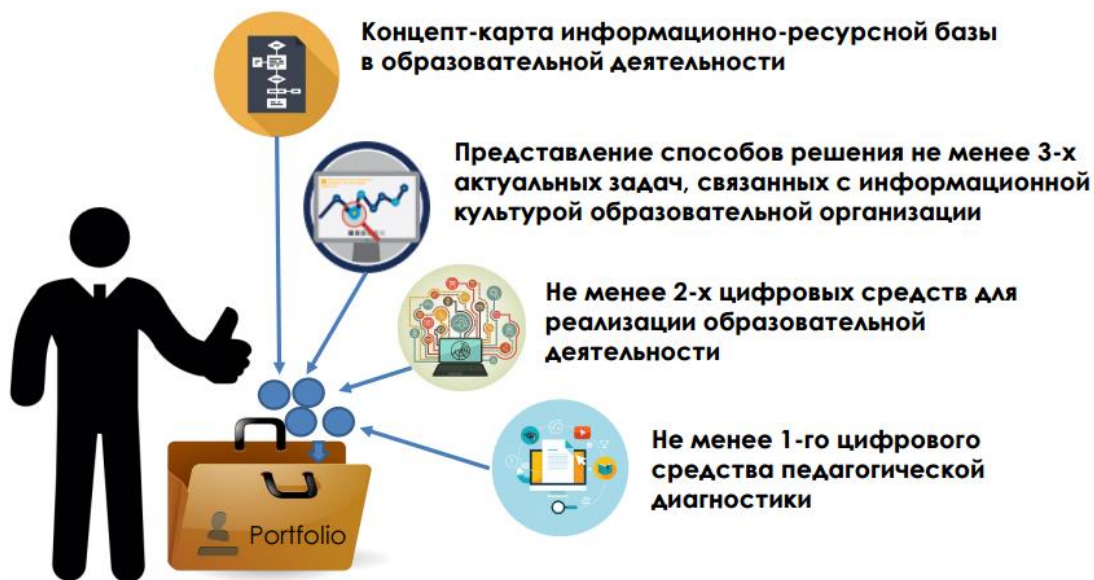 Концепт-карта информационно-ресурсной базы
в образовательной деятельности
Представление способов решения не менее 3-х
актуальных задач, связанных с информационной
культурой образовательной организации
Не менее 2-х цифровых средств для
реализации образовательной
деятельности
Не менее 1-го цифрового
средства педагогической
диагностики
Portfolio